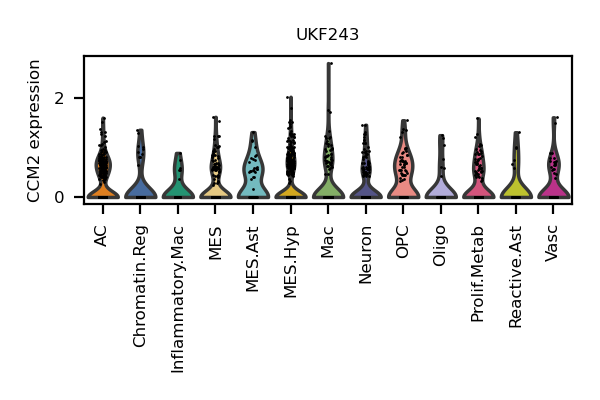 UKF243
CCM2 expression
2
0
AC
Chromatin.Reg
Inflammatory.Mac
MES
MES.Ast
MES.Hyp
Mac
Neuron
OPC
Oligo
Prolif.Metab
Reactive.Ast
Vasc